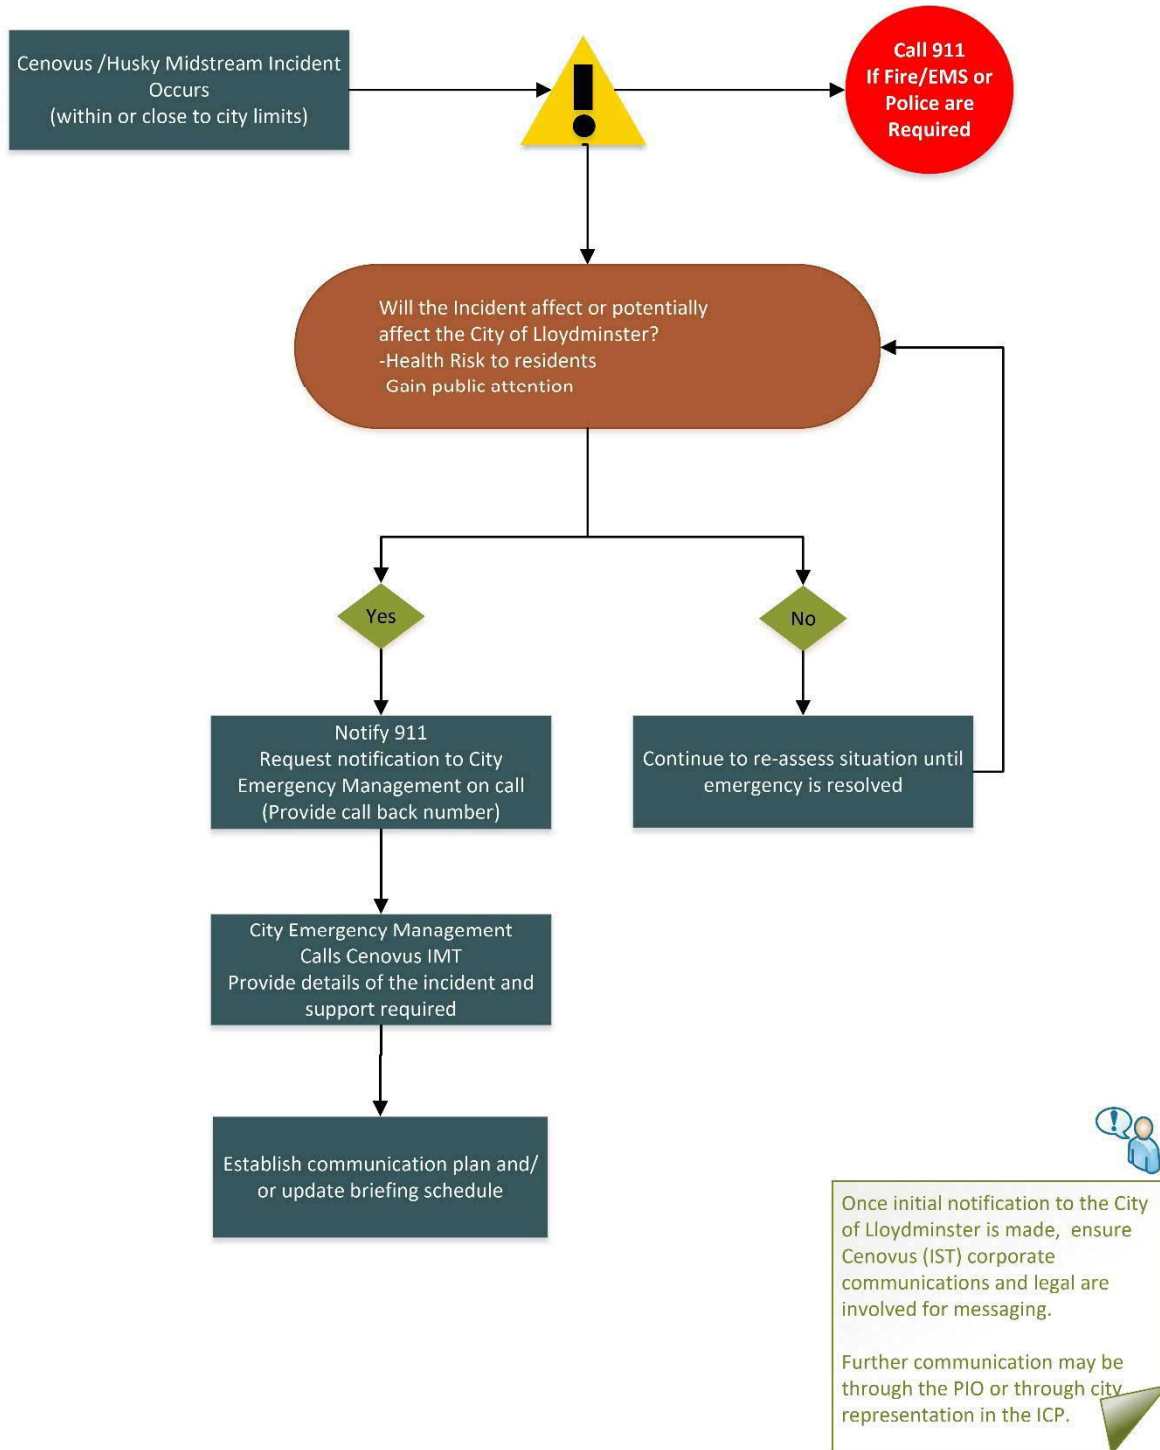 Cenovus /Husky Midstream Incident
Occurs
(within or close to city limits)
!
Call 911
If Fire/EMS or
Police are
Required
Will the Incident affect or potentially
affect the City of Lloydminster?
-Health Risk to residents
Gain public attention
Yes
No
Notify 911
Request notification to City
Emergency Management on call
(Provide call back number)
Continue to re-assess situation until
emergency is resolved
City Emergency Management
Calls Cenovus IMT
Provide details of the incident and
support required
Establish communication plan and/
or update briefing schedule
!
Once initial notification to the City
of Lloydminster is made, ensure
Cenovus (IST) corporate
communications and legal are
involved for messaging.
Further communication may be
through the PIO or through city
representation in the ICP.